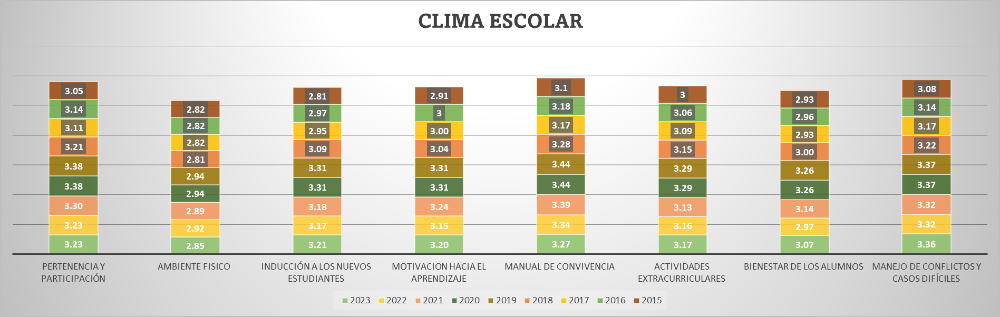 CLIMA ESCOLAR
3.05 2.82 2.81 2.91 3.1 3 2.93 3.08
3.14 2.82 2.97 3 3.18 3.06 2.96 3.14
3.11 2.82 2.95 3.00 3.17 3.09 2.93 3.17
3.21 2.81 3.09 3.04 3.28 3.15 3.00 3.22
3.38 2.94 3.31 3.31 3.44 3.29 3.26 3.37
3.38 2.94 3.31 3.31 3.44 3.29 3.26 3.37
3.30 2.89 3.18 3.24 3.39 3.13 3.14 3.32
3.23 2.92 3.17 3.15 3.34 3.16 2.97 3.32
3.23 2.85 3.21 3.20 3.27 3.17 3.07 3.36
PERTENENCIA Y
PARTICIPACIÓN
AMBIENTE FISICO
INDUCCIÓN A LOS NUEVOS
ESTUDIANTES
MOTIVACION HACIA EL
APRENDIZAJE
MANUAL DE CONVIVENCIA
ACTIVIDADES
EXTRACURRICULARES
BIENESTAR DE LOS ALUMNOS
MANEJO DE CONFLICTOS Y
CASOS DIFÍCILES
2023 2022 2021 2020 2019 2018 2017 2016 2015